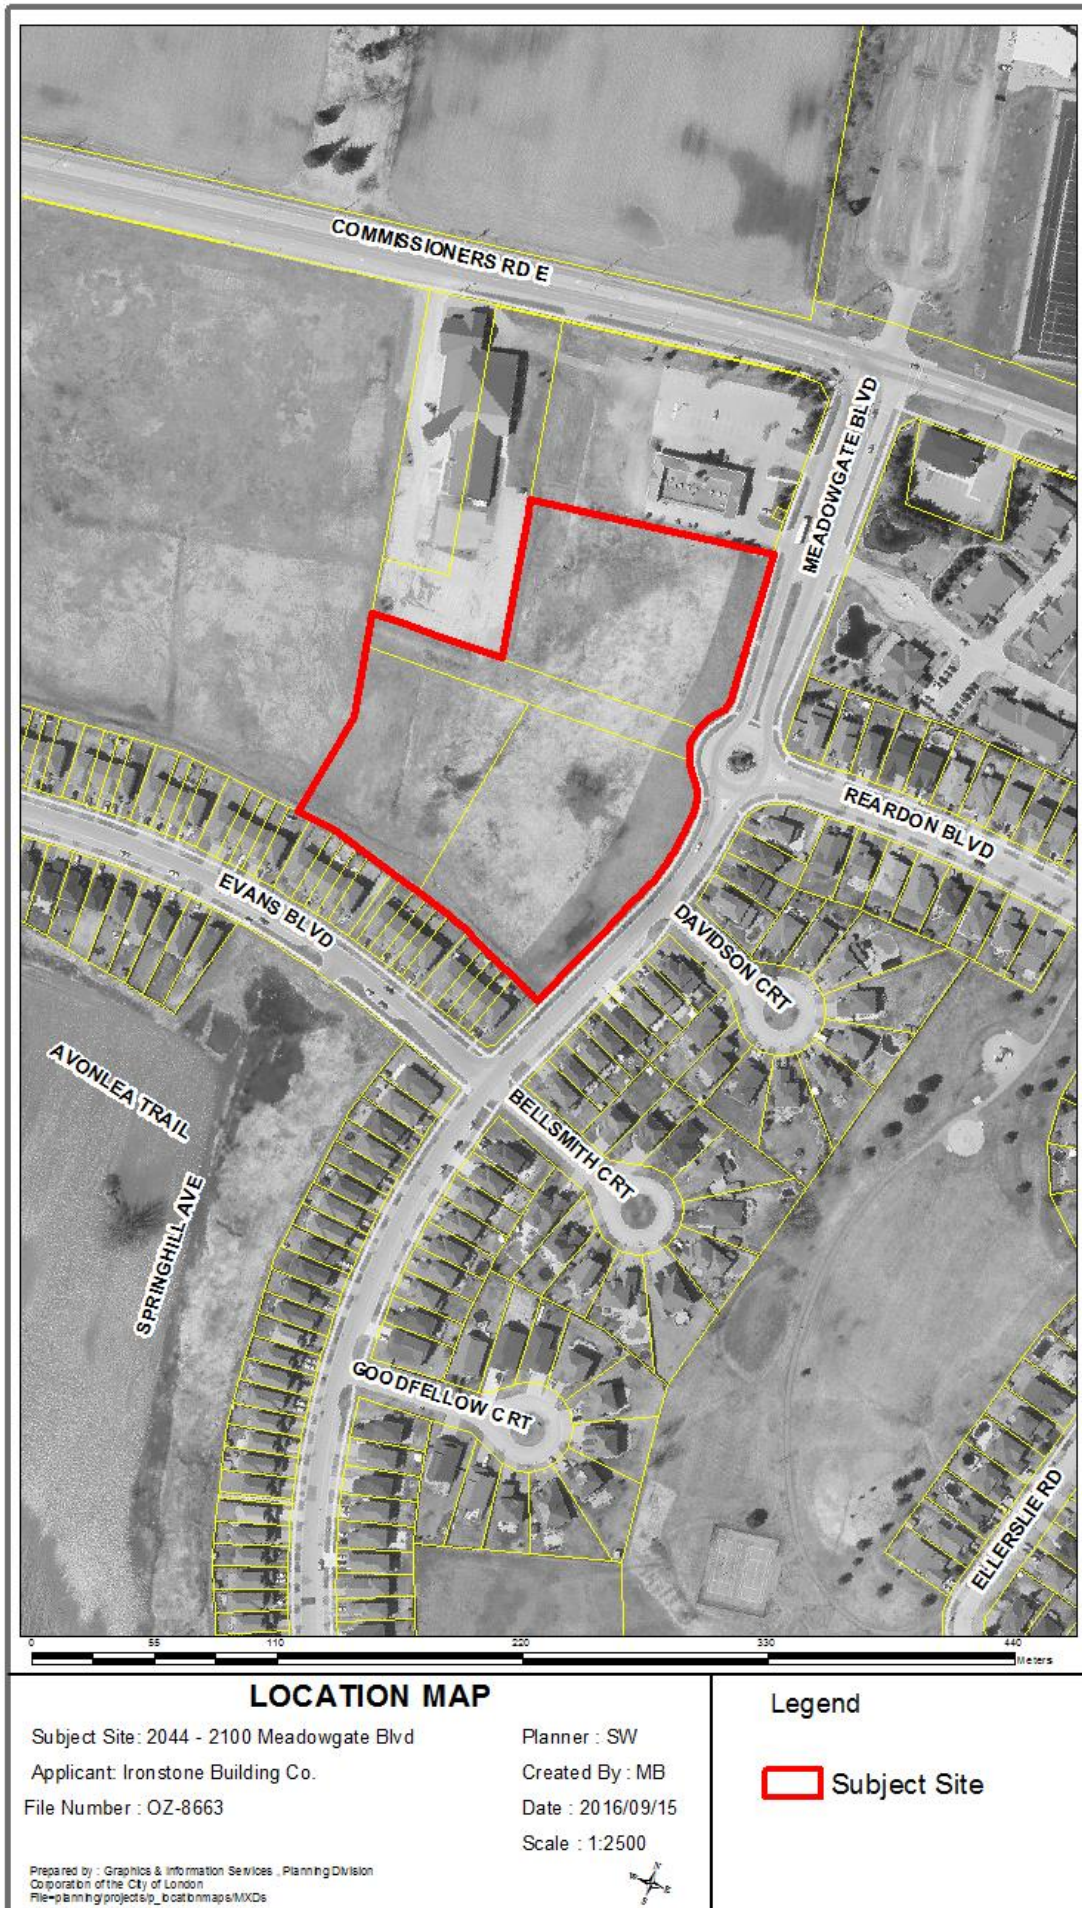 COMMISSIONERS RD E
MEADOWGATE BLVD
REARDON BLVD
EVANS BLVD
DAVIDSON CRT
AVONLEA TRAIL
BELLSMITH CRT
SPRINGHILL AVE
GOODFELLOW CRT
ELLERSLIE RD
0 55 110 220 330 440
Meters
LOCATION MAP
Subject Site: 2044 - 2100 Meadowgate Blvd
Applicant: Ironstone Building Co.
File Number : OZ-8663
Planner : SW
Created By : MB
Date : 2016/09/15
Scale : 1:2500
Prepared by : Graphics & Information Services , Planning Division
Corporation of the City of London
File=planning/projects/p_locationmaps/MXDs
N
W
E
S
Legend
Subject Site